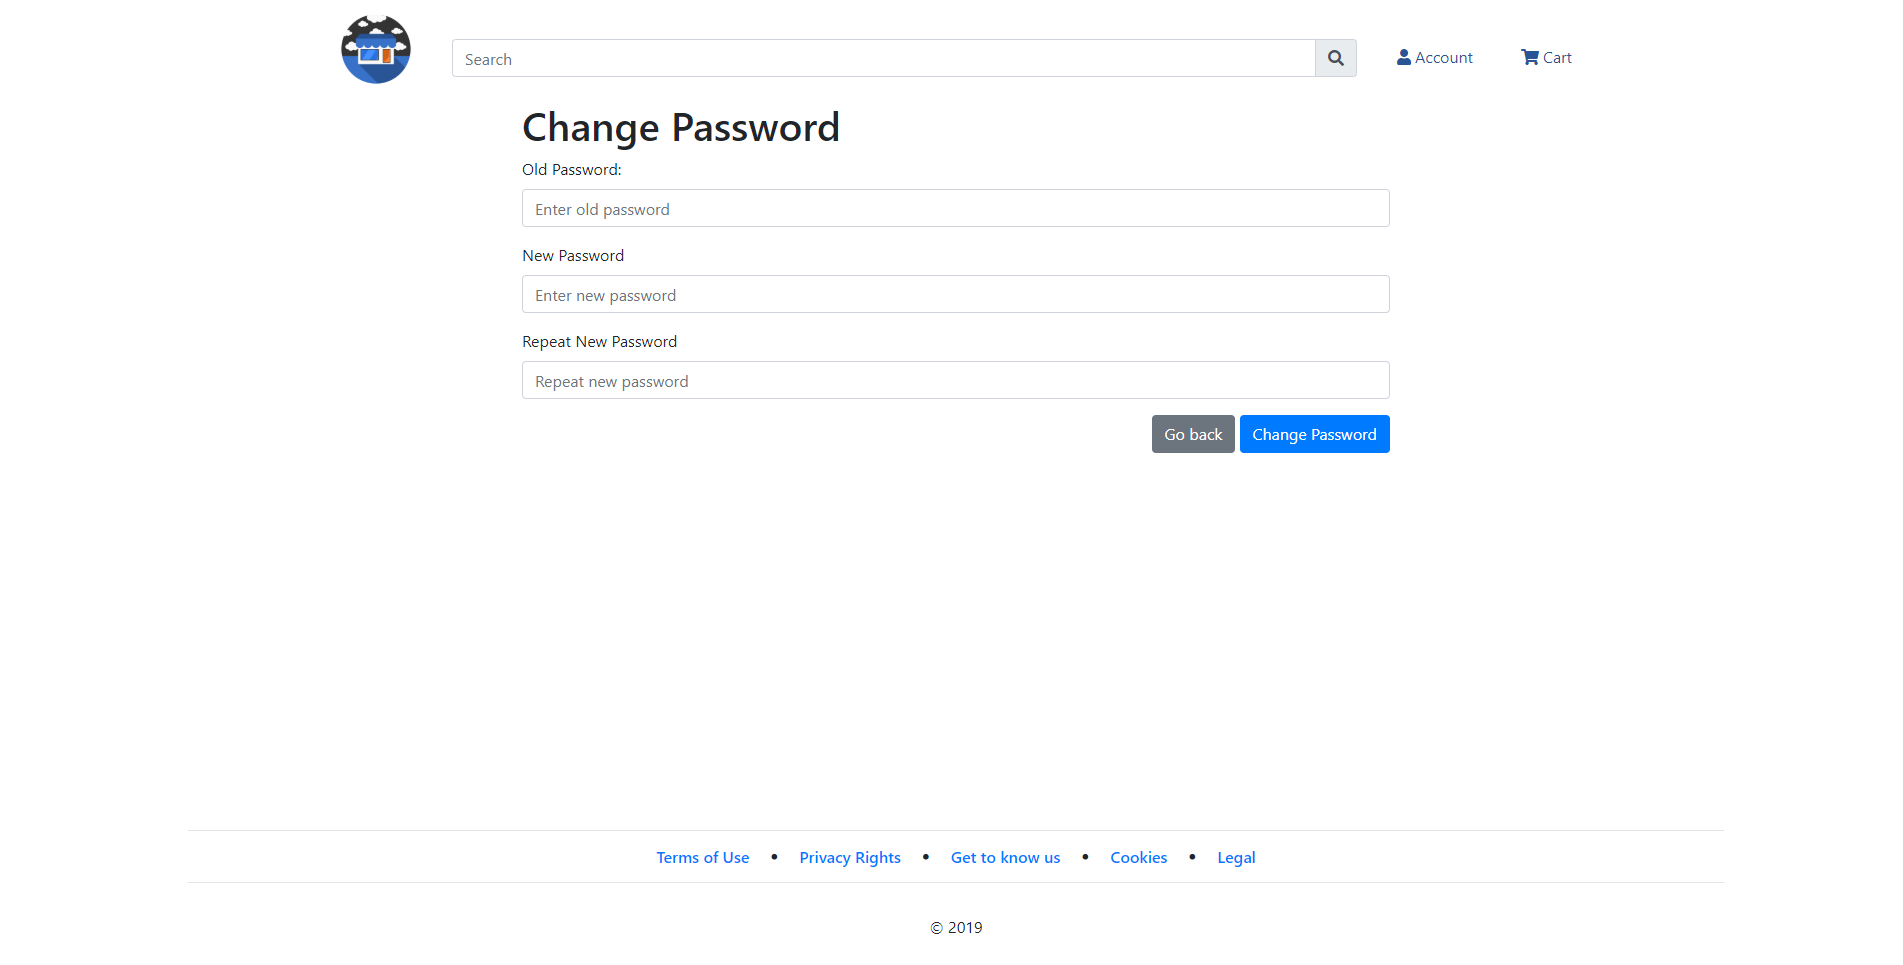 Search
Account
Cart
Change Password
Old Password:
Enter old password
New Password
Enter new password
Repeat New Password
Repeat new password
Go back
Change Password
Terms of Use • Privacy Rights • Get to know us • Cookies • Legal
© 2019